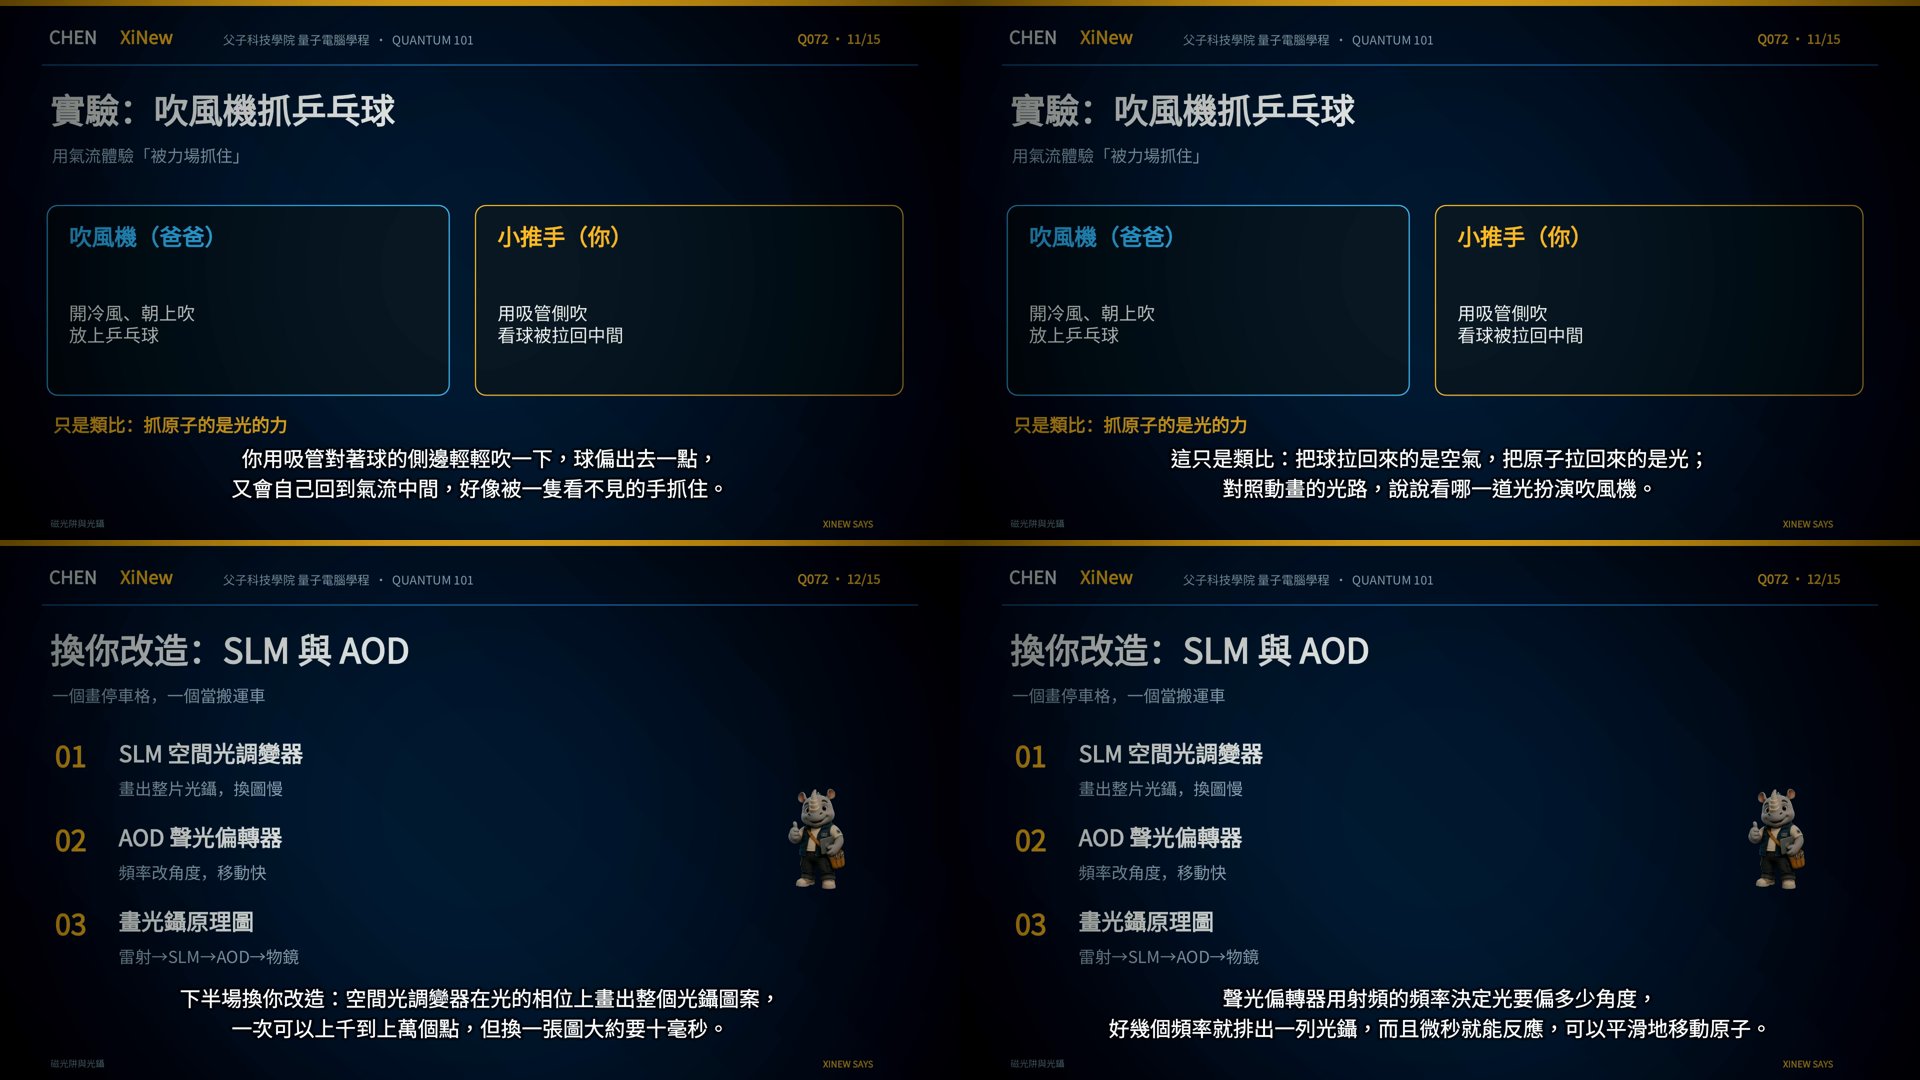 CHEN XiNew 父子科技學院 量子電腦學程 · QUANTUM 101 Q072 · 11/15
實驗：吹風機抓乒乓球
用氣流體驗「被力場抓住」
吹風機（爸爸）
開冷風、朝上吹
放上乒乓球
小推手（你）
用吸管側吹
看球被拉回中間
只是類比：抓原子的是光的力
你用吸管對著球的側邊輕輕吹一下，球偏出去一點，
又會自己回到氣流中間，好像被一隻看不見的手抓住。
磁光阱與光鑷 XINEW SAYS
CHEN XiNew 父子科技學院 量子電腦學程 · QUANTUM 101 Q072 · 11/15
實驗：吹風機抓乒乓球
用氣流體驗「被力場抓住」
吹風機（爸爸）
開冷風、朝上吹
放上乒乓球
小推手（你）
用吸管側吹
看球被拉回中間
只是類比：抓原子的是光的力
這只是類比：把球拉回來的是空氣，把原子拉回來的是光；
對照動畫的光路，說說看哪一道光扮演吹風機。
磁光阱與光鑷 XINEW SAYS
CHEN XiNew 父子科技學院 量子電腦學程 · QUANTUM 101 Q072 · 12/15
換你改造：SLM 與 AOD
一個畫停車格，一個當搬運車
01 SLM 空間光調變器
畫出整片光鑷，換圖慢
02 AOD 聲光偏轉器
頻率改角度，移動快
03 畫光鑷原理圖
雷射→SLM→AOD→物鏡
下半場換你改造：空間光調變器在光的相位上畫出整個光鑷圖案，
一次可以上千到上萬個點，但換一張圖大約要十毫秒。
磁光阱與光鑷 XINEW SAYS
CHEN XiNew 父子科技學院 量子電腦學程 · QUANTUM 101 Q072 · 12/15
換你改造：SLM 與 AOD
一個畫停車格，一個當搬運車
01 SLM 空間光調變器
畫出整片光鑷，換圖慢
02 AOD 聲光偏轉器
頻率改角度，移動快
03 畫光鑷原理圖
雷射→SLM→AOD→物鏡
聲光偏轉器用射頻的頻率決定光要偏多少角度，
好幾個頻率就排出一列光鑷，而且微秒就能反應，可以平滑地移動原子。
磁光阱與光鑷 XINEW SAYS